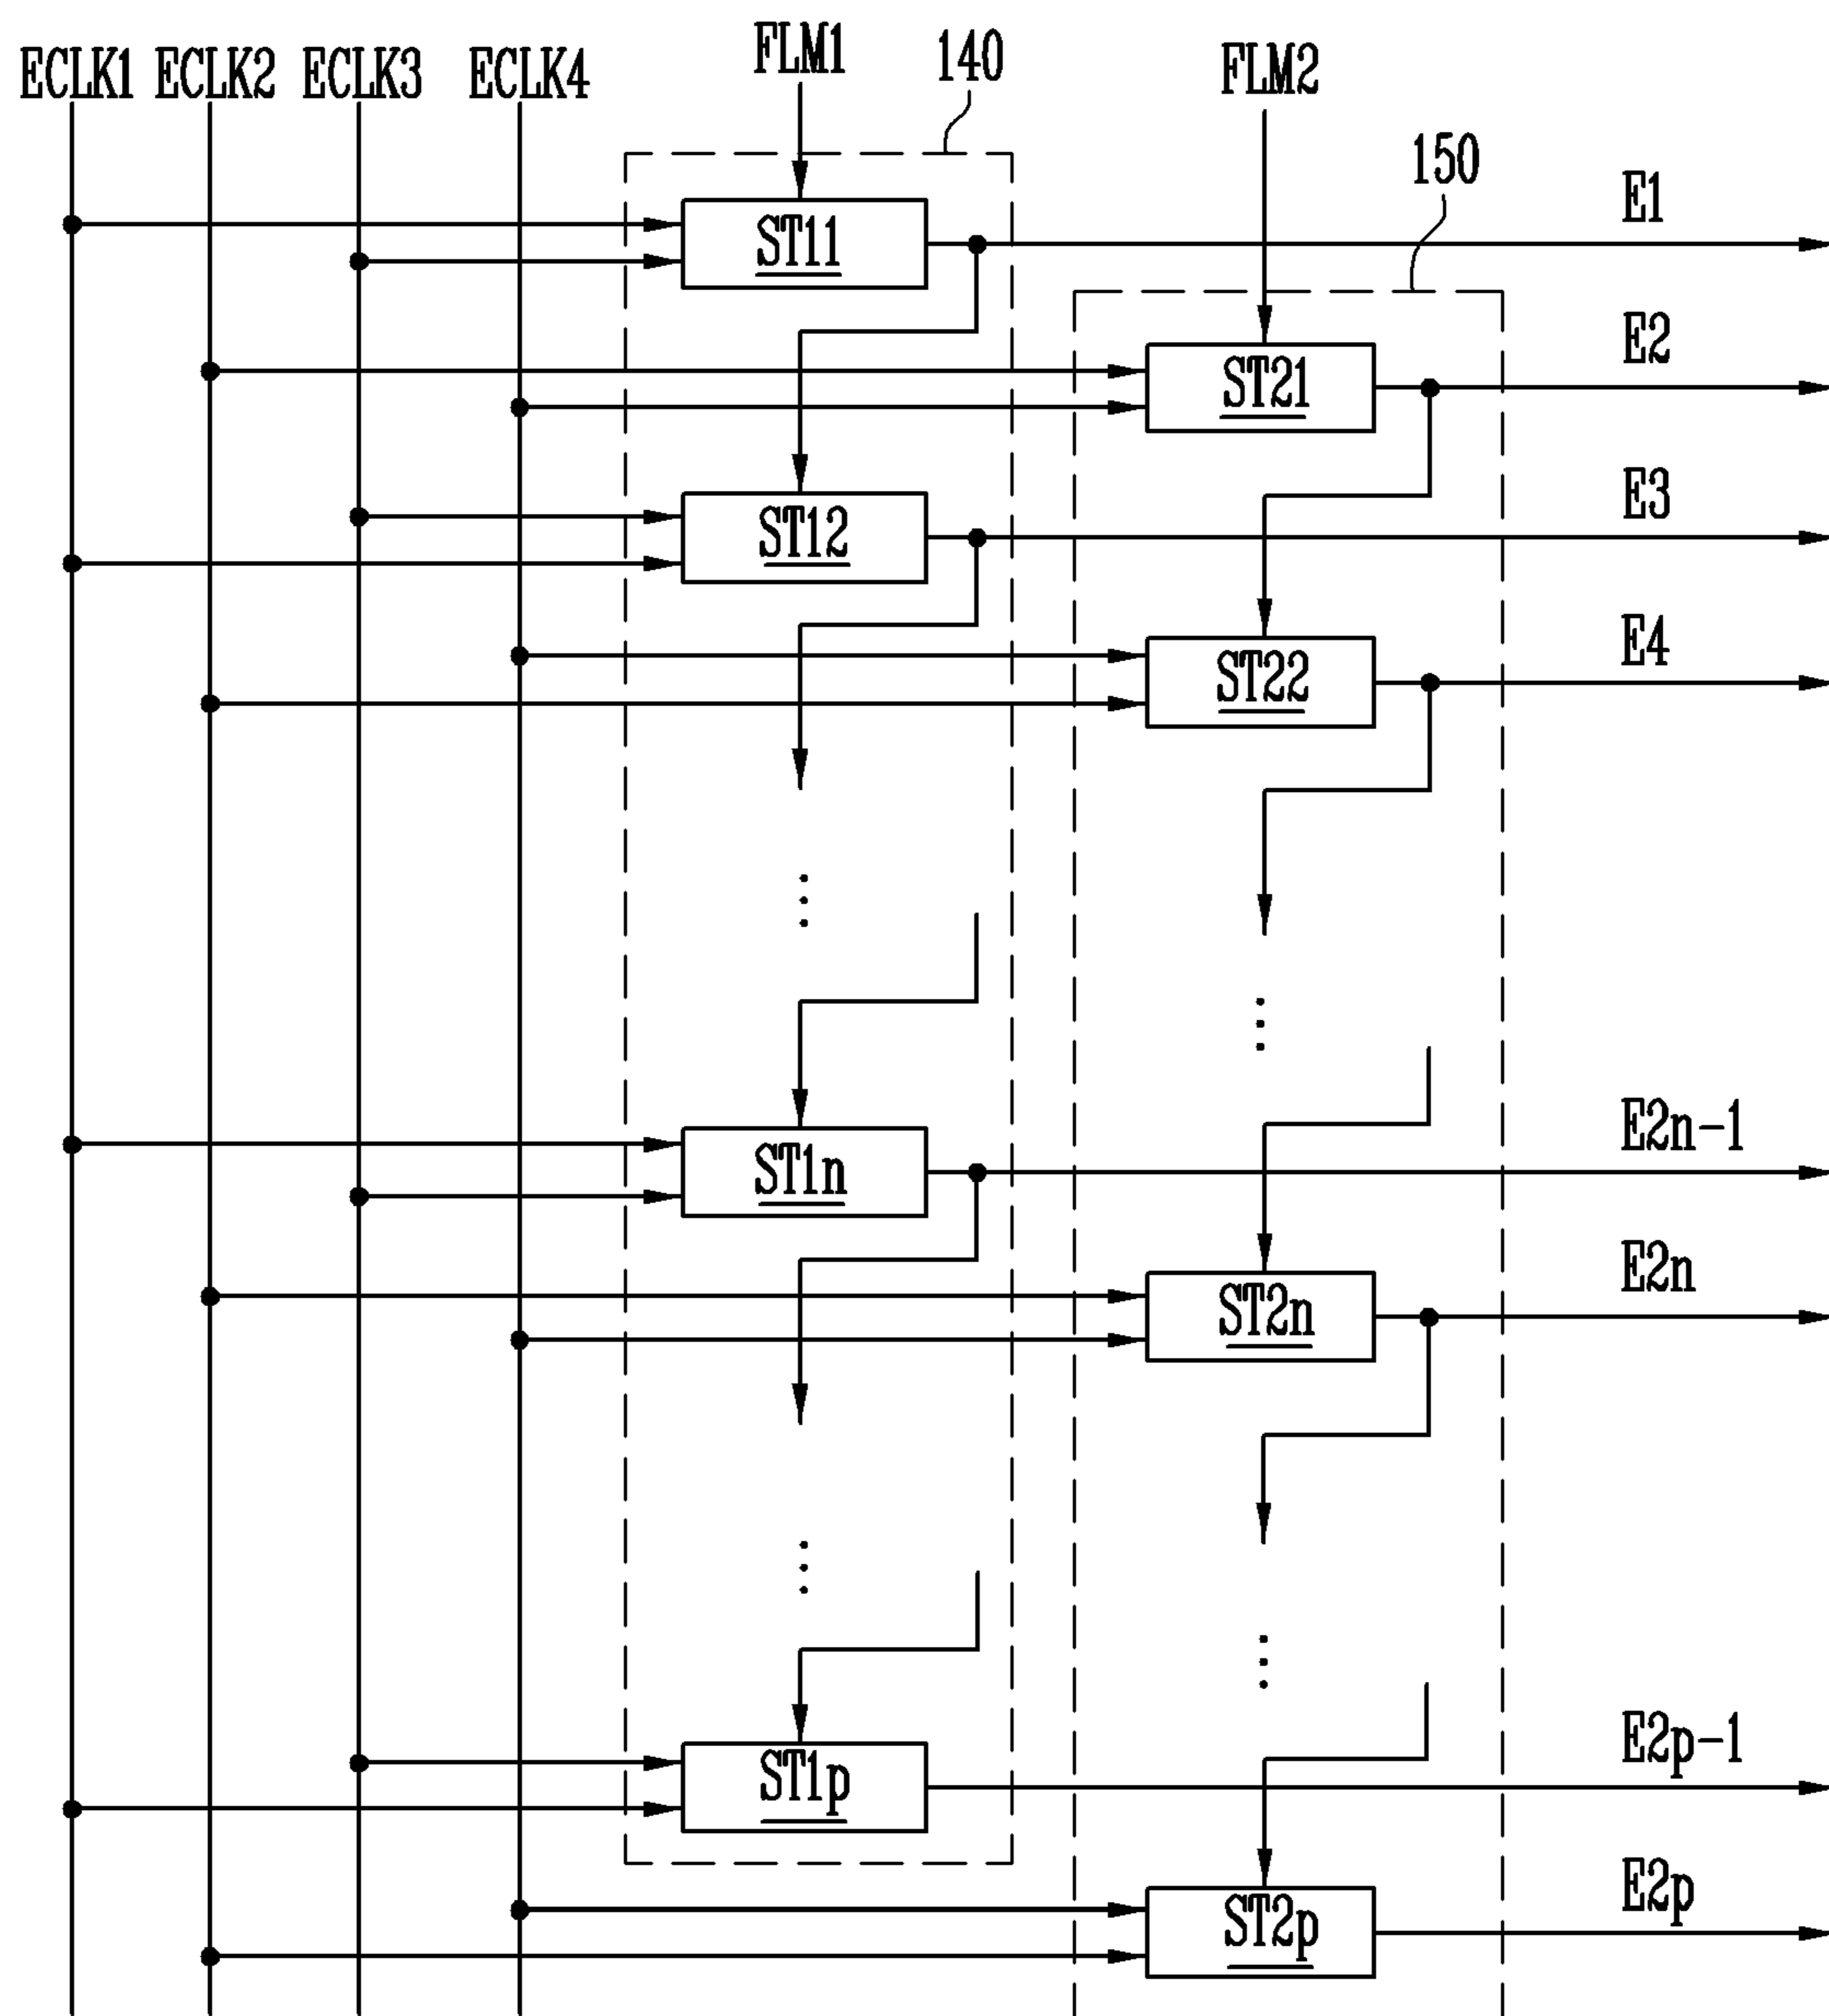 ECLK1 ECLK2 ECLK3 ECLK4 FLM1 140 FLM2
150
E1
ST11
E2
ST21
E3
ST12
E4
ST22
E2n-1
ST1n
E2n
ST2n
E2p-1
ST1p
E2p
ST2p